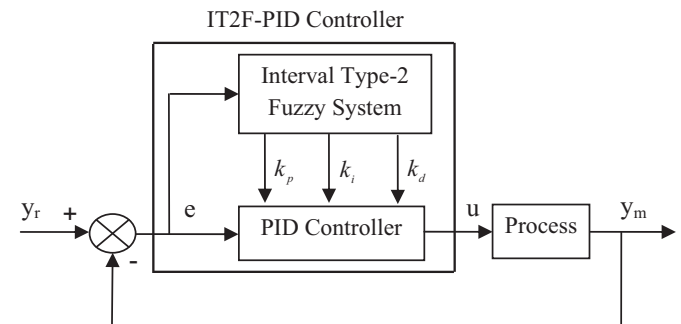 IT2F-PID Controller
Interval Type-2
Fuzzy System
k_p k_i k_d
y_r + e PID Controller u Process y_m
-